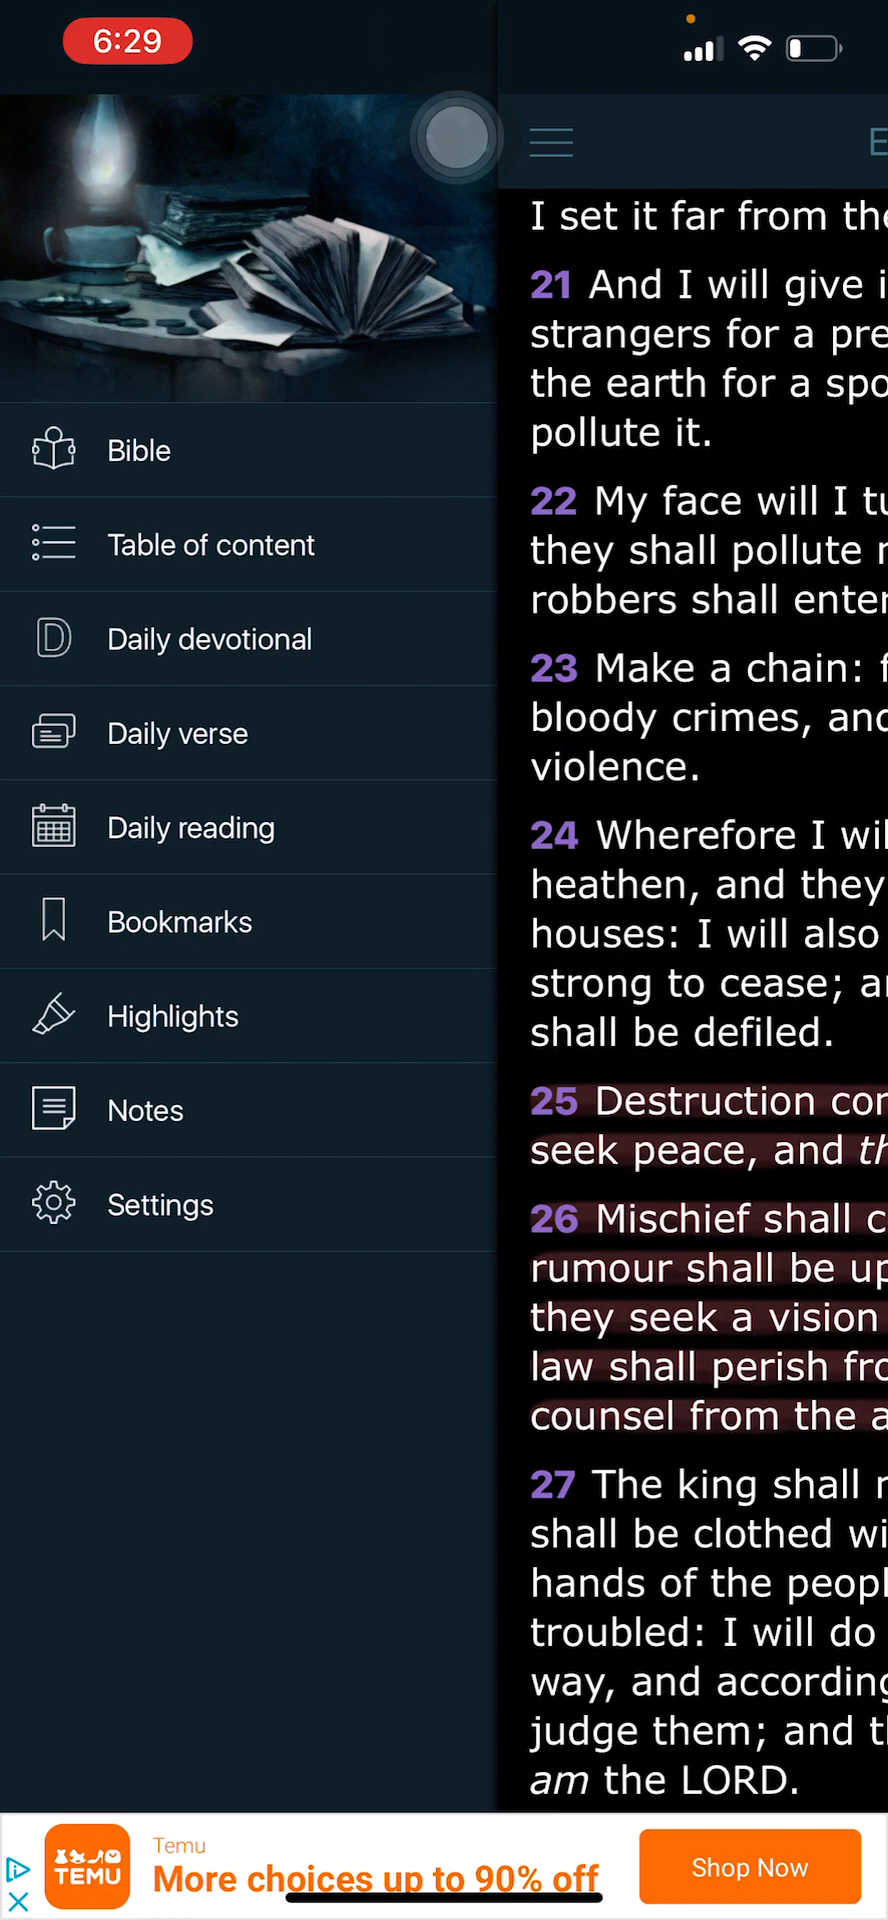 6:29
E
I set it far from the
21 And I will give i
strangers for a pre
the earth for a spo
pollute it.
22 My face will I tu
they shall pollute
robbers shall enter
23 Make a chain: f
bloody crimes, and
violence.
24 Wherefore I wil
heathen, and they
houses: I will also
strong to cease; a
shall be defiled.
25 Destruction co
seek peace, and th
26 Mischief shall c
rumour shall be up
they seek a vision
law shall perish fro
counsel from the a
27 The king shall
shall be clothed wi
hands of the peopl
troubled: I will do
way, and according
judge them; and t
am the LORD.
Bible
Table of content
Daily devotional
Daily verse
Daily reading
Bookmarks
Highlights
Notes
Settings
TEMU
Temu
More choices up to 90% off
Shop Now